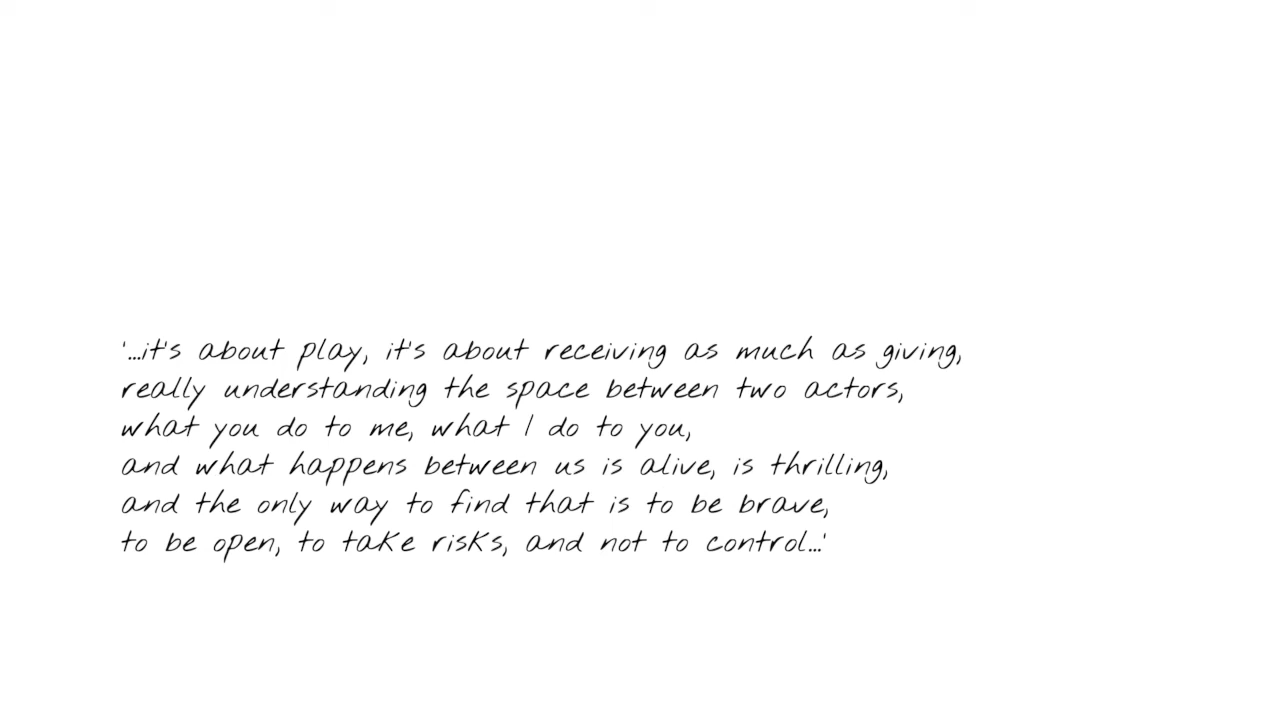 '...it's about play, it's about receiving as much as giving,
really understanding the space between two actors,
what you do to me, what I do to you,
and what happens between us is alive, is thrilling,
and the only way to find that is to be brave,
to be open, to take risks, and not to control...'